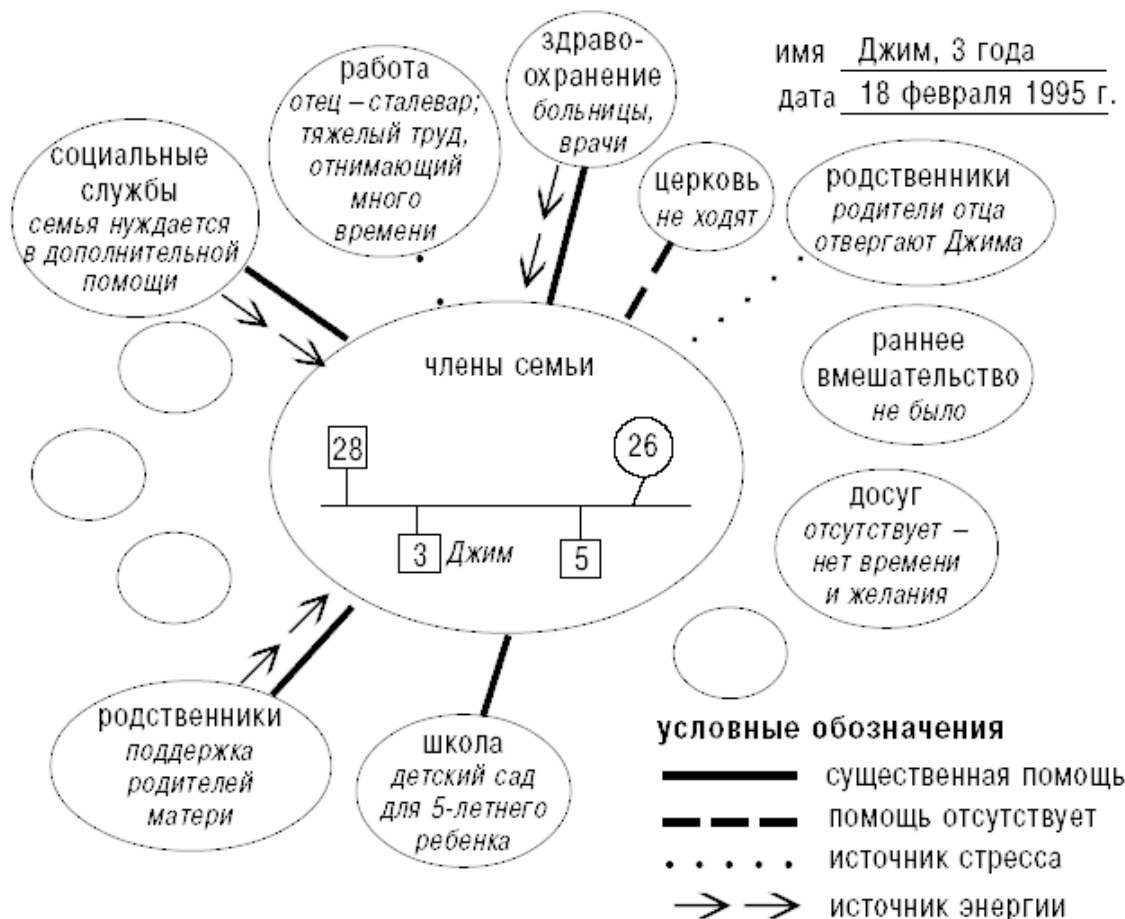 имя Джим, 3 года
дата 18 февраля 1995 г.
здраво-
охранение
больницы,
врачи
работа
отец – сталевар;
тяжелый труд,
отнимающий
много
времени
социальные
службы
семья нуждается
в дополнительной
помощи
церковь
не ходят
родственники
родители отца
отвергают Джима
раннее
вмешательство
не было
досуг
отсутствует –
нет времени
и желания
члены семьи
28
26
3 Джим
5
родственники
поддержка
родителей
матери
школа
детский сад
для 5-летнего
ребенка
условные обозначения
существенная помощь
помощь отсутствует
источник стресса
источник энергии